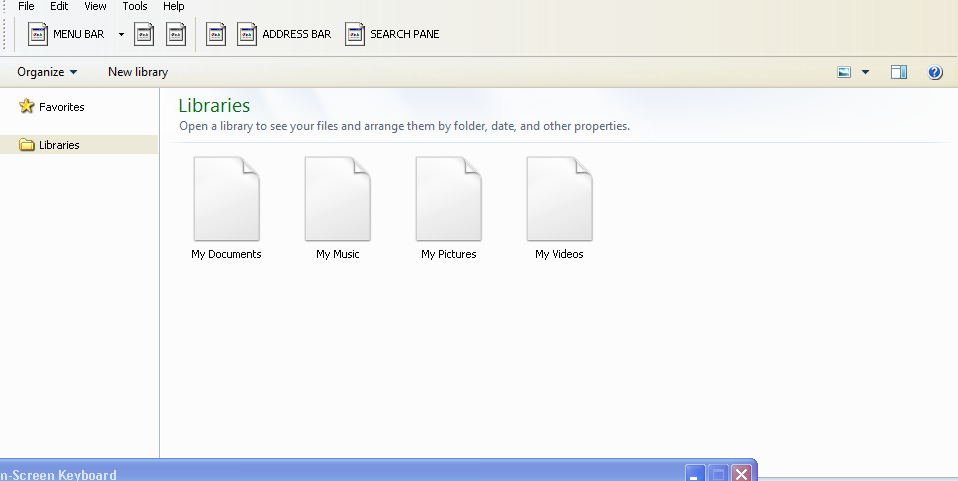 File Edit View Tools Help
MENU BAR ADDRESS BAR SEARCH PANE
Organize New library
Favorites
Libraries
Libraries
Open a library to see your files and arrange them by folder, date, and other properties.
My Documents My Music My Pictures My Videos
n-Screen Keyboard